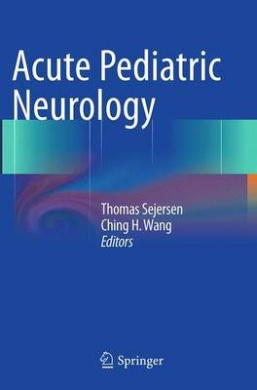 Acute Pediatric
Neurology
Thomas Sejersen
Ching H. Wang
Editors
Springer